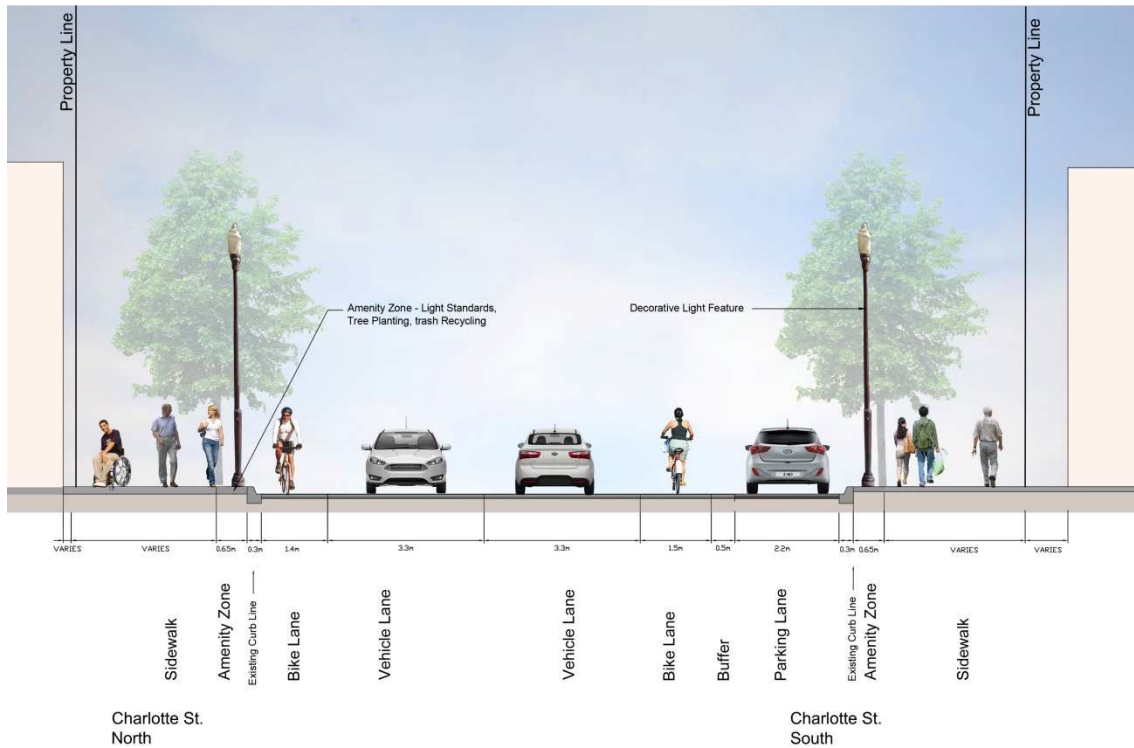 Property Line
Property Line
Amenity Zone - Light Standards,
Tree Planting, trash Recycling
Decorative Light Feature
VARIES
VARIES
0.65m
0.3m
1.4m
3.3m
3.3m
1.5m
0.5m
2.2m
0.3m
0.65m
VARIES
VARIES
Sidewalk
Amenity Zone
Existing Curb Line
Bike Lane
Vehicle Lane
Vehicle Lane
Bike Lane
Buffer
Parking Lane
Existing Curb Line
Amenity Zone
Sidewalk
Charlotte St.
North
Charlotte St.
South